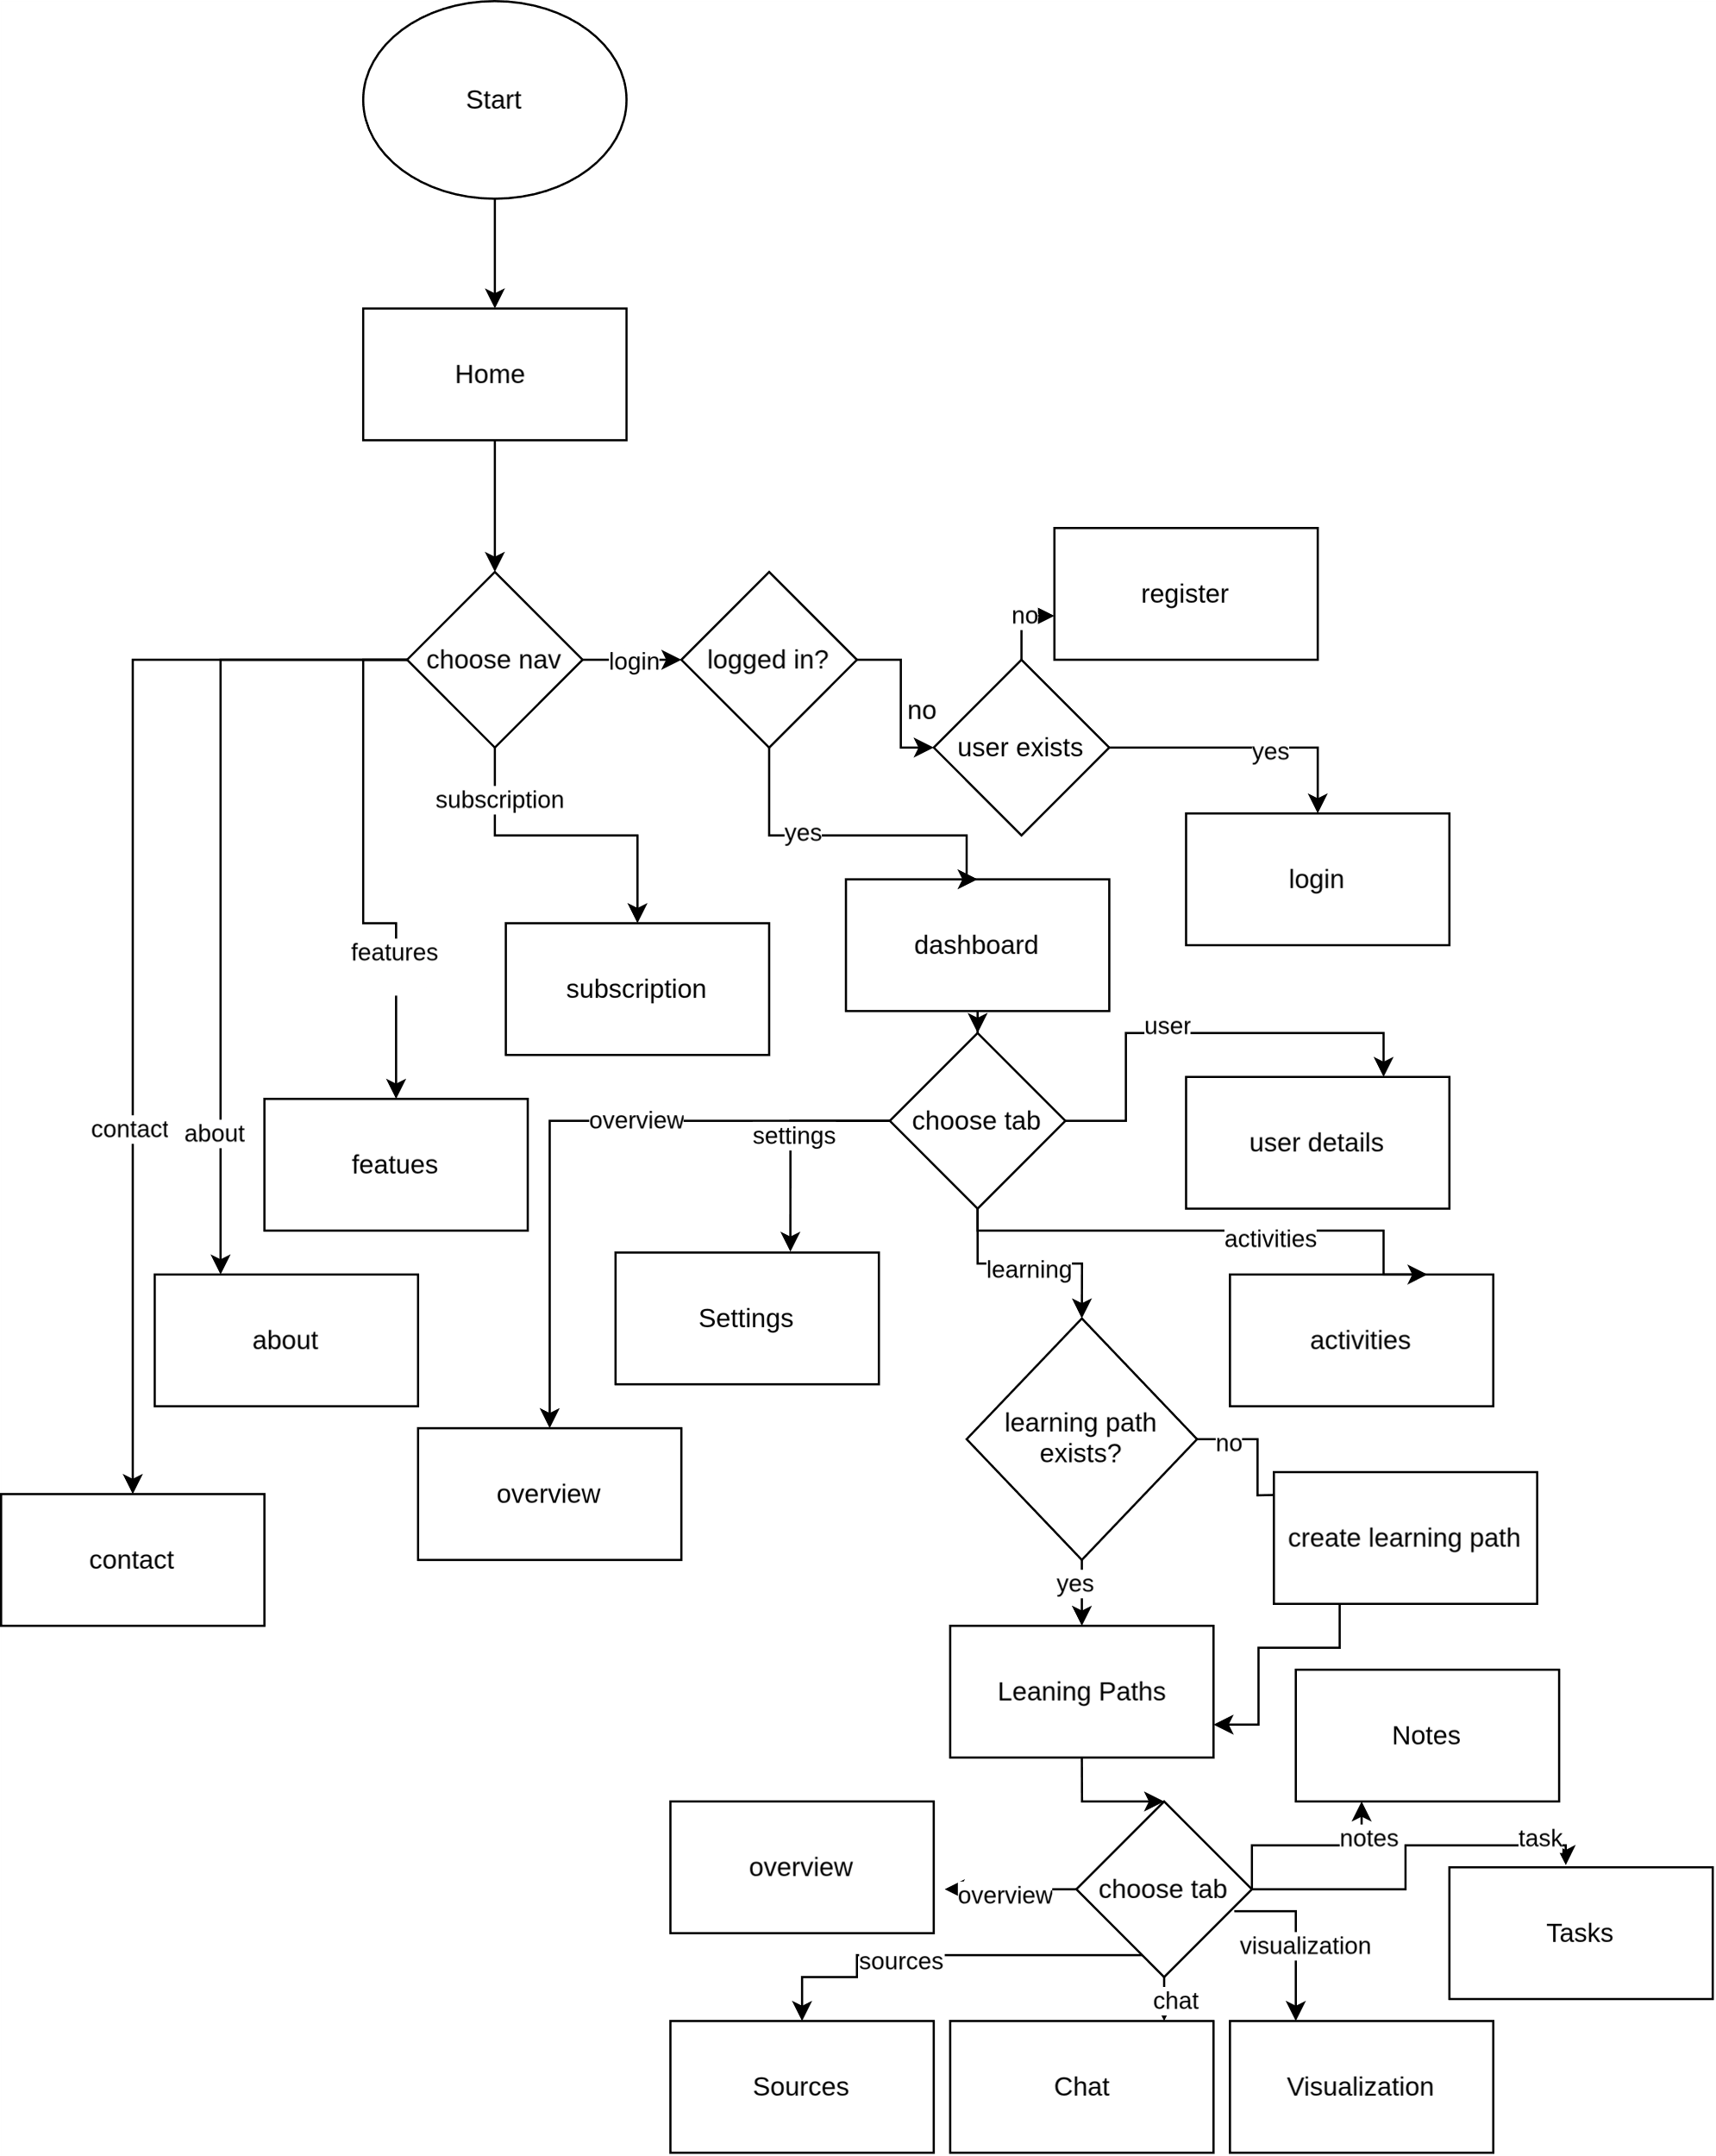 Start
Home
register
no
choose nav
login
logged in?
no
user exists
yes
subscription
yes
login
features
dashboard
subscription
user
contact
about
featues
overview
settings
choose tab
user details
activities
learning
about
Settings
activities
learning path
exists?
no
overview
create learning path
contact
yes
Leaning Paths
Notes
notes
task
overview
overview
choose tab
Tasks
visualization
sources
chat
Sources
Chat
Visualization